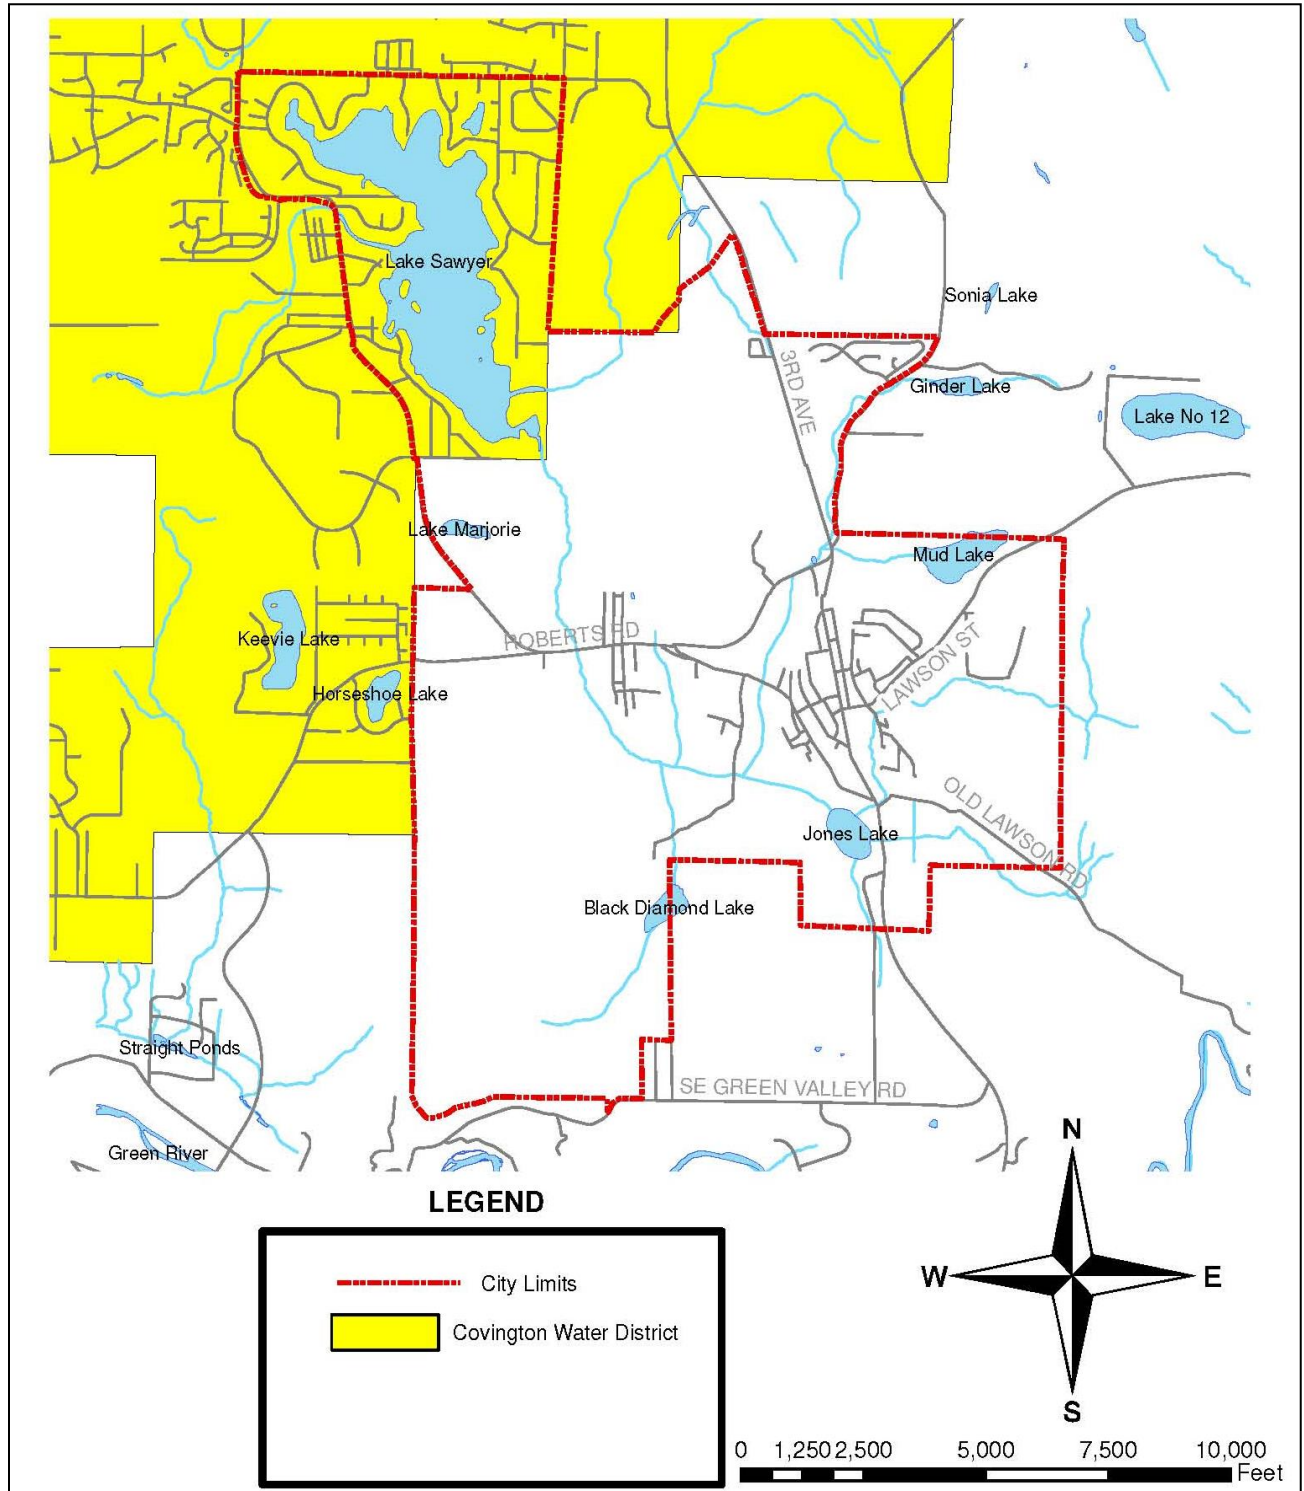 Lake Sawyer
Sonia Lake
3RD AVE
Ginder Lake
Lake No 12
Lake Marjorie
Mud Lake
Keevie Lake
ROBERTS RD
LAWSON ST
Horseshoe Lake
OLD LAWSON RD
Jones Lake
Black Diamond Lake
Straight Ponds
SE GREEN VALLEY RD
Green River
N
W
E
S
LEGEND
City Limits
Covington Water District
0 1,250 2,500 5,000 7,500 10,000
Feet